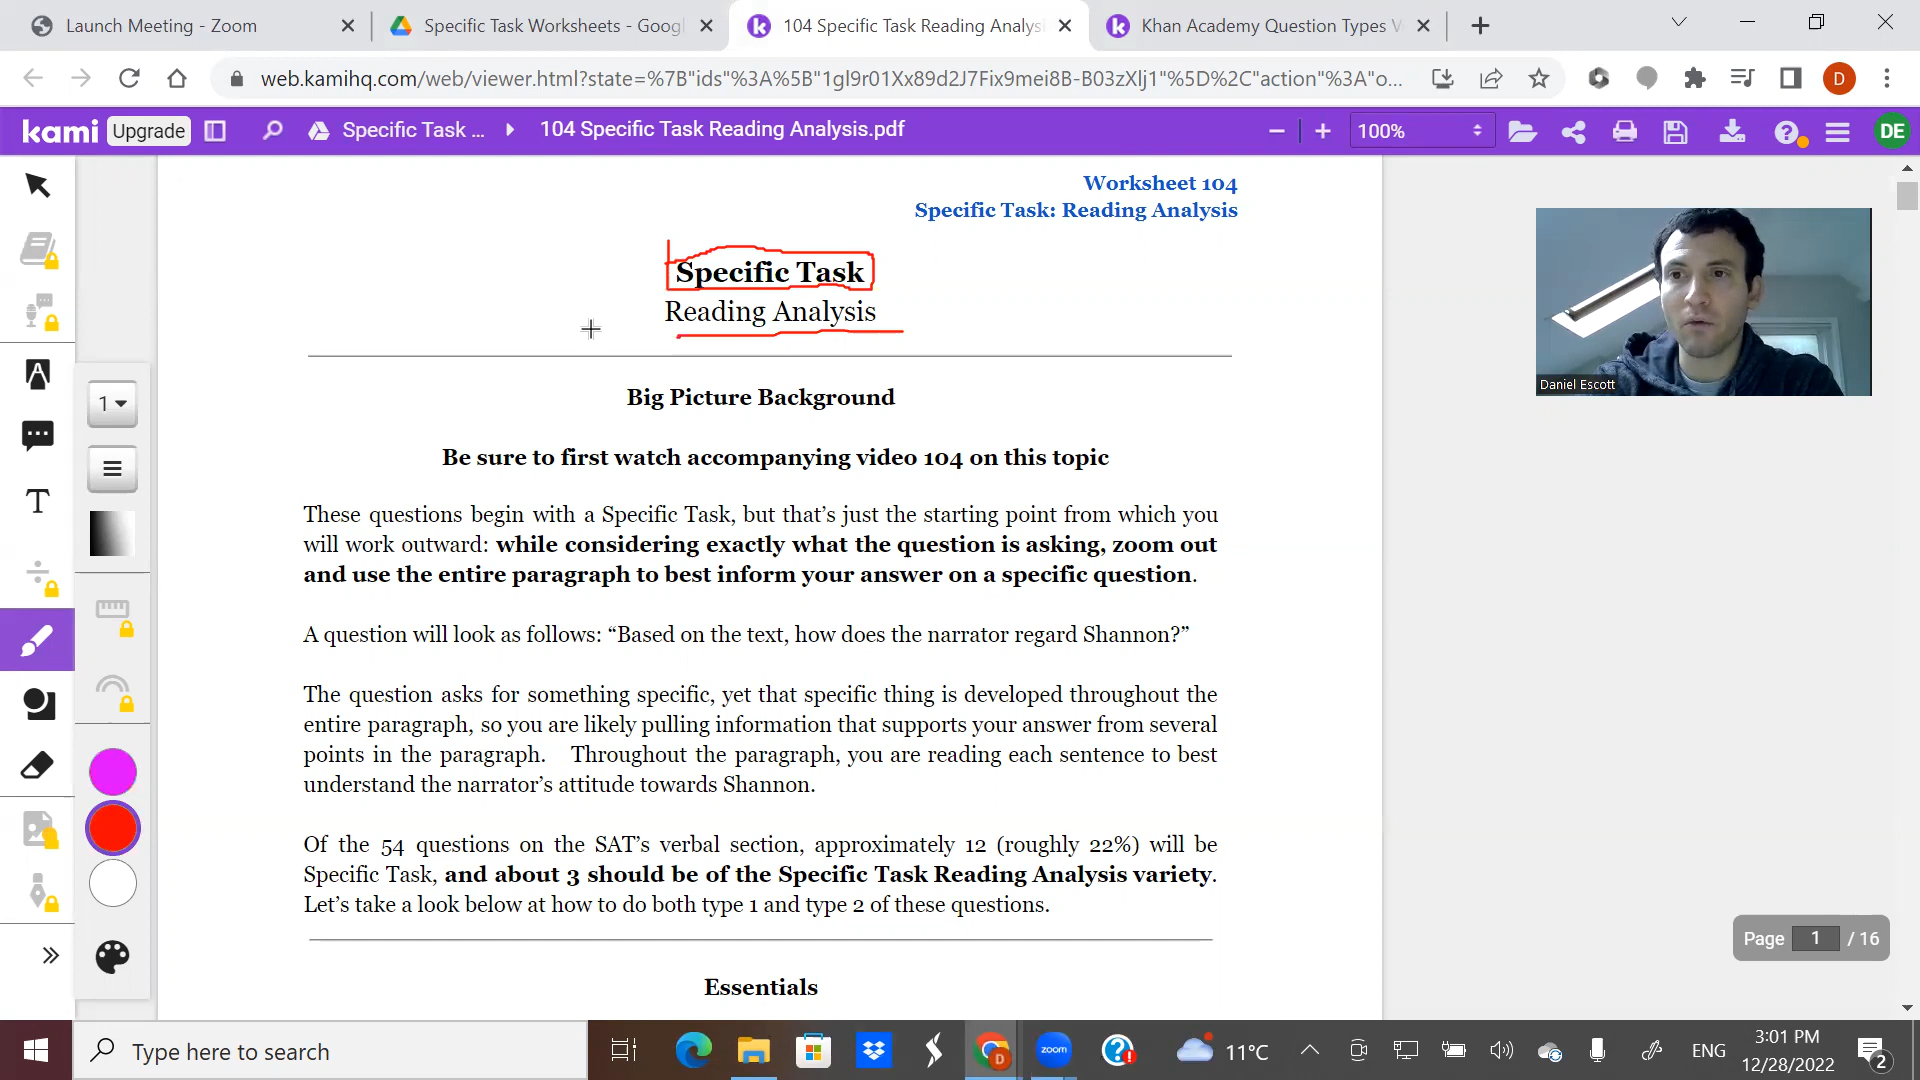 Launch Meeting - Zoom
Specific Task Worksheets - Googl
104 Specific Task Reading Analys
Khan Academy Question Types V
web.kamihq.com/web/viewer.html?state=%7B"ids"%3A%5B"1gl9r01Xx89d2J7Fix9mei8B-B03zXlj1"%5D%2C"action"%3A"o...
D
kami
Upgrade
Specific Task ...
104 Specific Task Reading Analysis.pdf
100%
DE
Worksheet 104
Specific Task: Reading Analysis
Specific Task
Reading Analysis
Daniel Escott
1
T
Big Picture Background
Be sure to first watch accompanying video 104 on this topic
These questions begin with a Specific Task, but that’s just the starting point from which you
will work outward: while considering exactly what the question is asking, zoom out
and use the entire paragraph to best inform your answer on a specific question.
A question will look as follows: “Based on the text, how does the narrator regard Shannon?”
The question asks for something specific, yet that specific thing is developed throughout the
entire paragraph, so you are likely pulling information that supports your answer from several
points in the paragraph. Throughout the paragraph, you are reading each sentence to best
understand the narrator’s attitude towards Shannon.
Of the 54 questions on the SAT’s verbal section, approximately 12 (roughly 22%) will be
Specific Task, and about 3 should be of the Specific Task Reading Analysis variety.
Let’s take a look below at how to do both type 1 and type 2 of these questions.
Page 1 / 16
Essentials
Type here to search
zoom
11°C
ENG
3:01 PM
12/28/2022
2